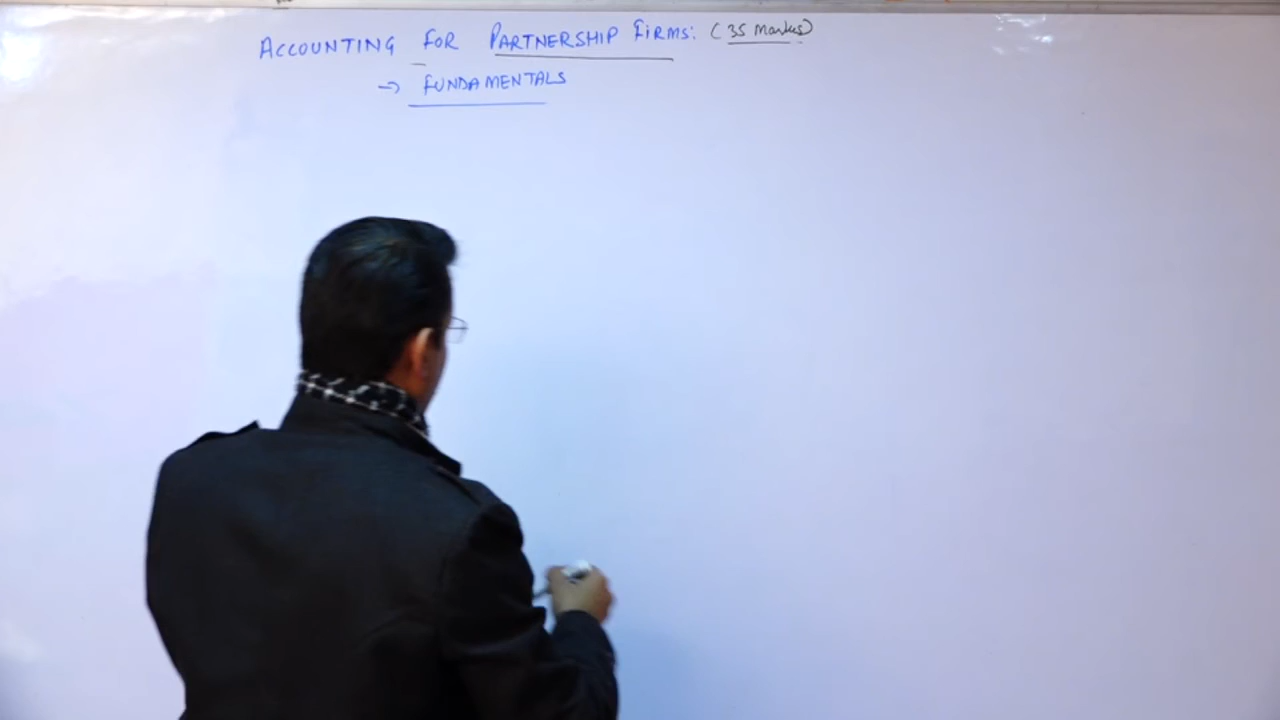 ACCOUNTING FOR PARTNERSHIP FIRMS: (35 Marks)
→ FUNDAMENTALS